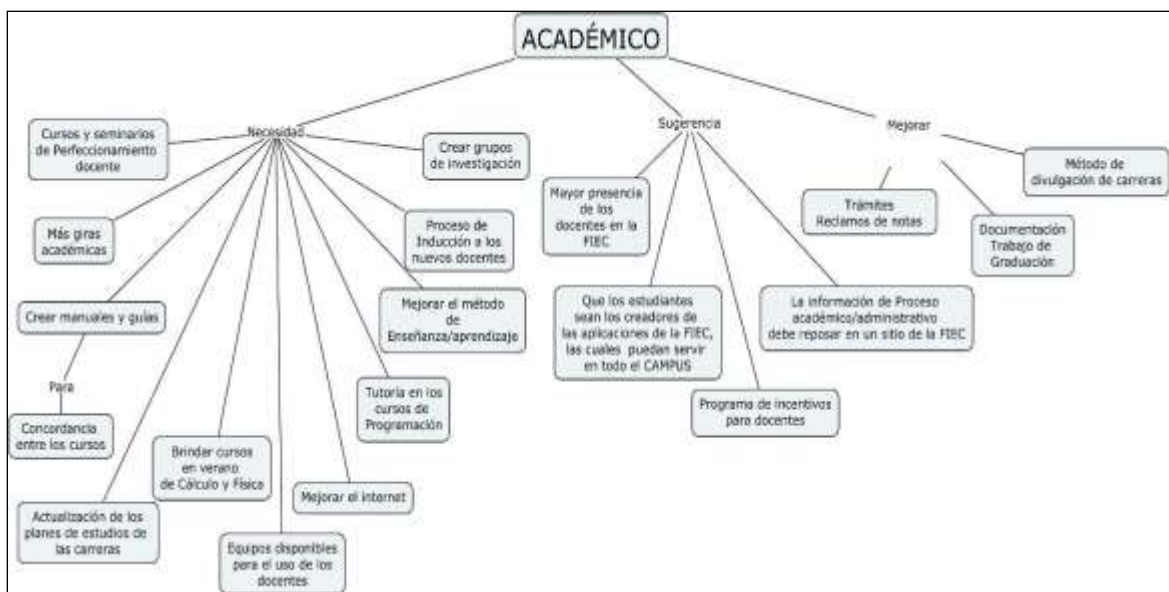 ACADÉMICO
Necesidad
Sugerencia
Mejorar
Cursos y seminarios
de Perfeccionamiento
docente
Más giras
académicas
Crear manuales y guías
Para
Concordancia
entre los cursos
Actualización de los
planes de estudios de
las carreras
Brindar cursos
en verano
de Cálculo y Física
Equipos disponibles
para el uso de los
docentes
Mejorar el internet
Tutoría en los
cursos de
Programación
Mejorar el método
de
Enseñanza/aprendizaje
Proceso de
Inducción a los
nuevos docentes
Crear grupos
de investigación
Mayor presencia
de los
docentes en la
FIEC
Que los estudiantes
sean los creadores de
las aplicaciones de la FIEC,
las cuales puedan servir
en todo el CAMPUS
Programa de incentivos
para docentes
La información de Proceso
académico/administrativo
debe reposar en un sitio de la FIEC
Trámites
Reclamos de notas
Documentación
Trabajo de
Graduación
Método de
divulgación de carreras